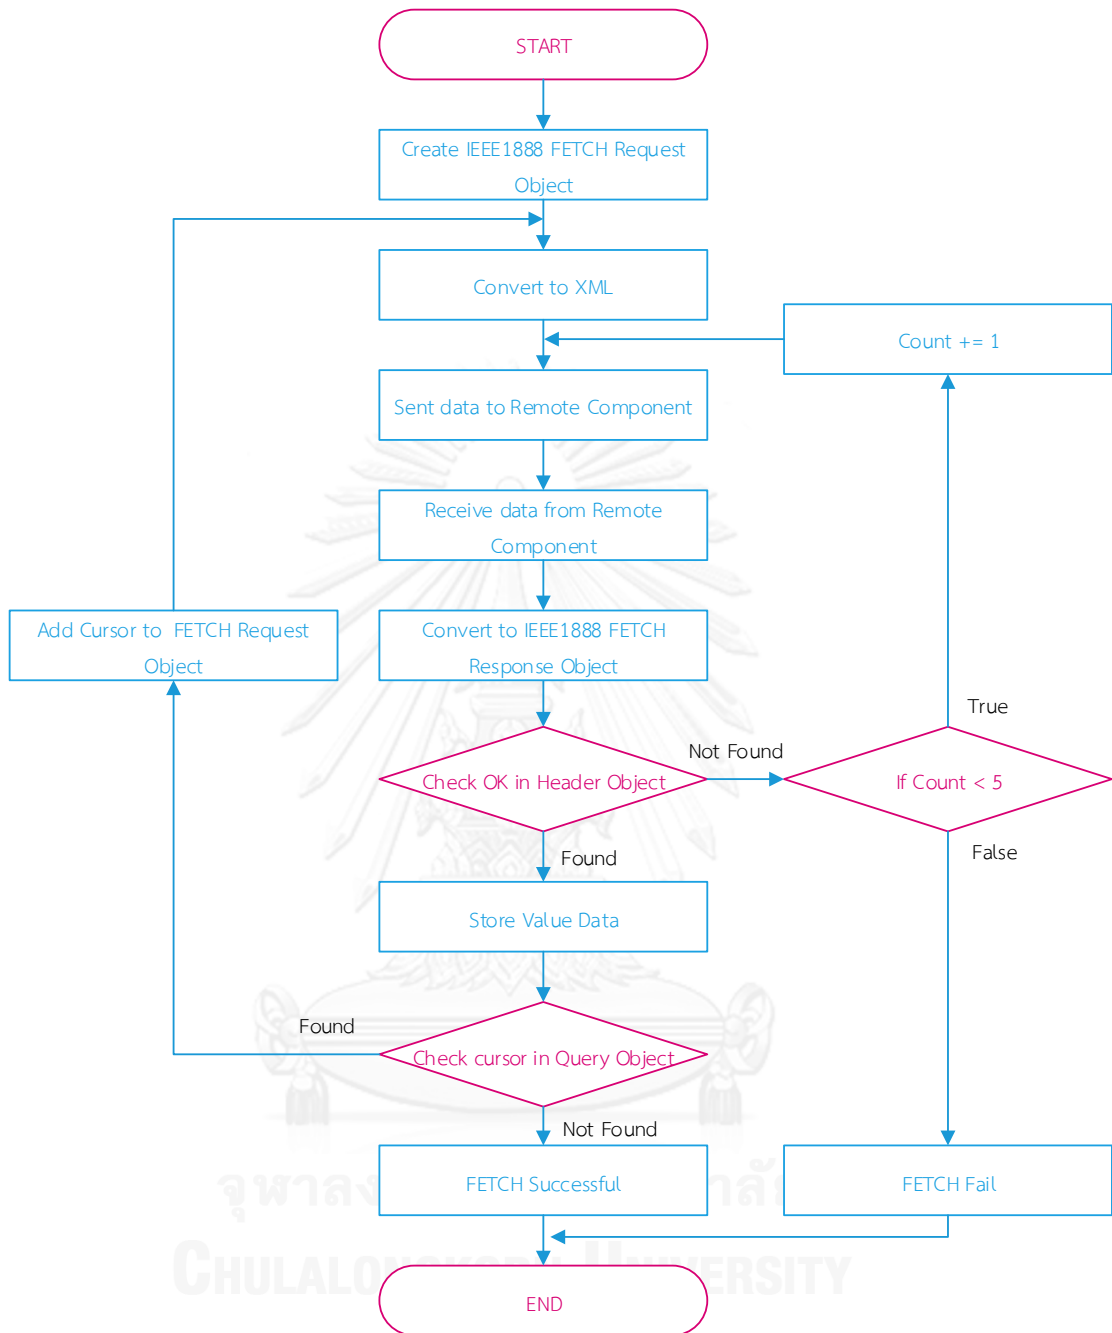 START
Create IEEE1888 FETCH Request
Object
Convert to XML
Count += 1
Sent data to Remote Component
Receive data from Remote
Component
Add Cursor to FETCH Request
Object
Convert to IEEE1888 FETCH
Response Object
True
Not Found
Check OK in Header Object
If Count < 5
False
Found
Store Value Data
Found
Check cursor in Query Object
Not Found
FETCH Successful
FETCH Fail
END